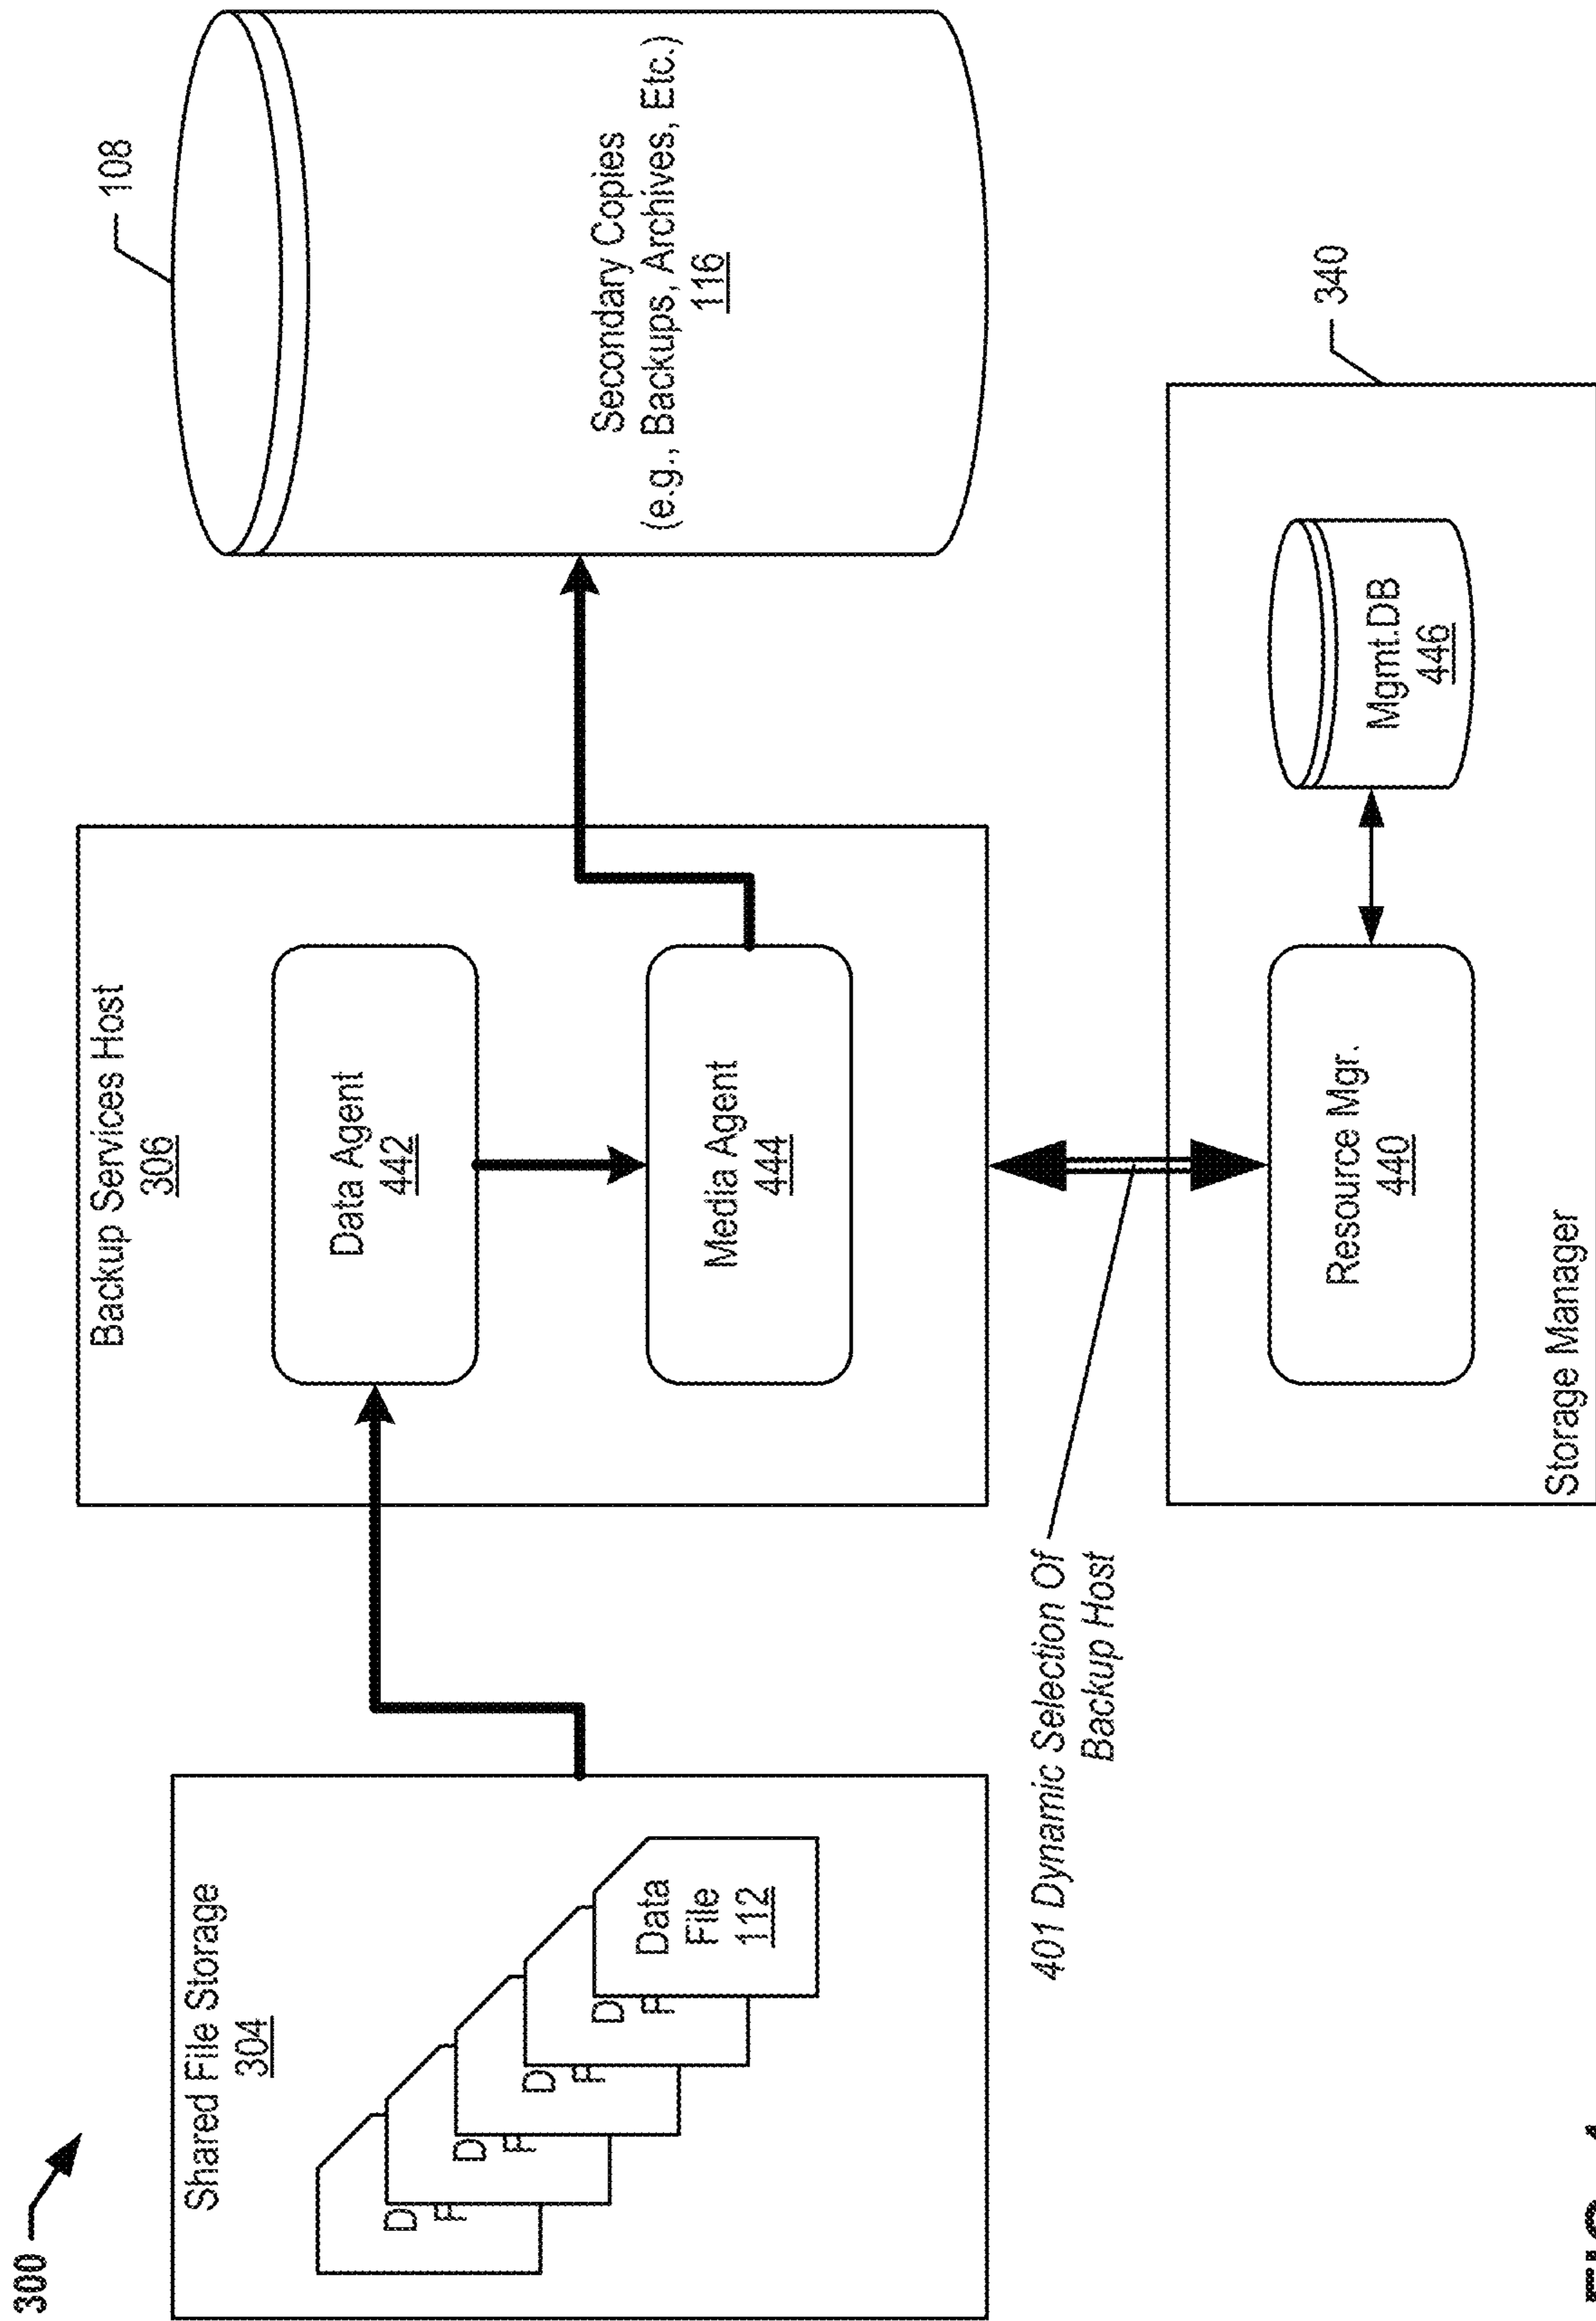 300
Shared File Storage
304
D
F
D
F
D
F
D
F
Data
File
112
Backup Services Host
306
Data Agent
442
Media Agent
444
108
Secondary Copies
(e.g., Backups, Archives, Etc.)
116
401 Dynamic Selection Of
Backup Host
340
Resource Mgr.
440
Mgmt.DB
446
Storage Manager